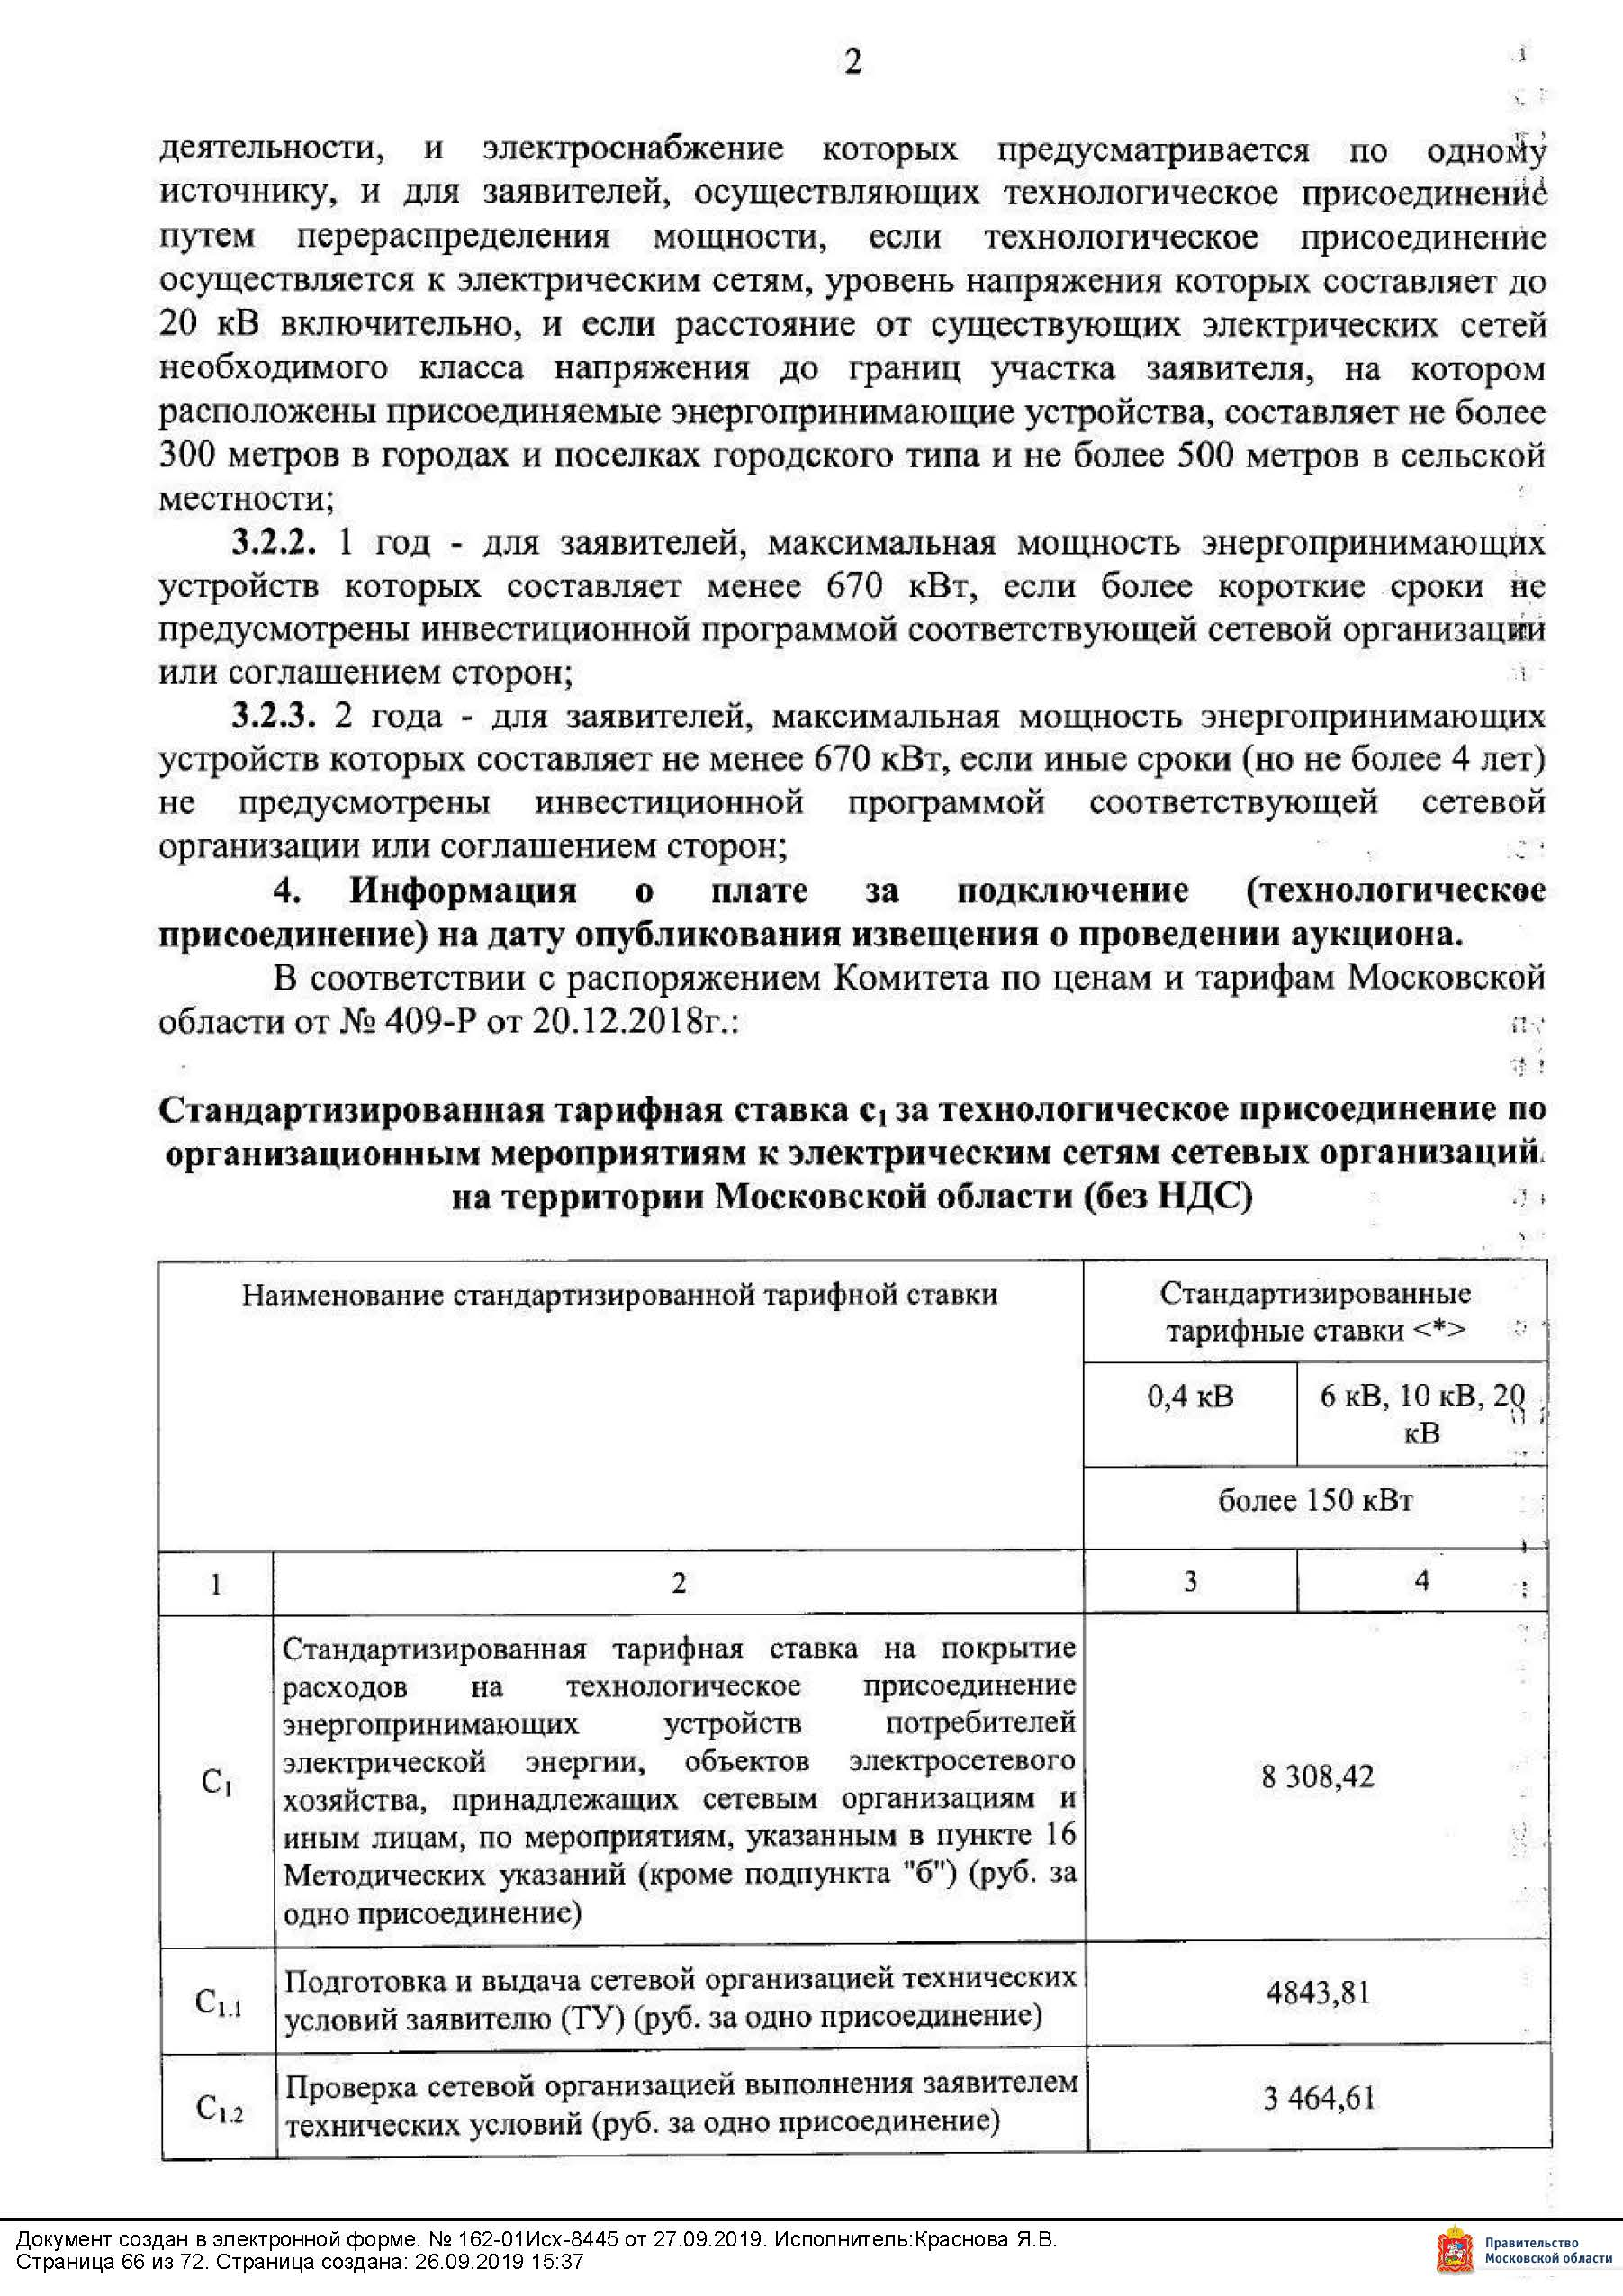 2
деятельности, и электроснабжение которых предусматривается по одному
источнику, и для заявителей, осуществляющих технологическое присоединение
путем перераспределения мощности, если технологическое присоединение
осуществляется к электрическим сетям, уровень напряжения которых составляет до
20 кВ включительно, и если расстояние от существующих электрических сетей
необходимого класса напряжения до границ участка заявителя, на котором
расположены присоединяемые энергопринимающие устройства, составляет не более
300 метров в городах и поселках городского типа и не более 500 метров в сельской
местности;
3.2.2. 1 год - для заявителей, максимальная мощность энергопринимающих
устройств которых составляет менее 670 кВт, если более короткие сроки не
предусмотрены инвестиционной программой соответствующей сетевой организации
или соглашением сторон;
3.2.3. 2 года - для заявителей, максимальная мощность энергопринимающих
устройств которых составляет не менее 670 кВт, если иные сроки (но не более 4 лет)
не предусмотрены инвестиционной программой соответствующей сетевой
организации или соглашением сторон;
4. Информация о плате за подключение (технологическое
присоединение) на дату опубликования извещения о проведении аукциона.
В соответствии с распоряжением Комитета по ценам и тарифам Московской
области от № 409-Р от 20.12.2018г.:
Стандартизированная тарифная ставка с₁ за технологическое присоединение по
организационным мероприятиям к электрическим сетям сетевых организаций
на территории Московской области (без НДС)
Наименование стандартизированной тарифной ставки
Стандартизированные
тарифные ставки <*>
0,4 кВ
6 кВ, 10 кВ, 20
кВ
более 150 кВт
1 2 3 4
С₁
Стандартизированная тарифная ставка на покрытие
расходов на технологическое присоединение
энергопринимающих устройств потребителей
электрической энергии, объектов электросетевого
хозяйства, принадлежащих сетевым организациям и
иным лицам, по мероприятиям, указанным в пункте 16
Методических указаний (кроме подпункта "б") (руб. за
одно присоединение)
8 308,42
С₁.₁
Подготовка и выдача сетевой организацией технических
условий заявителю (ТУ) (руб. за одно присоединение)
4843,81
С₁.₂
Проверка сетевой организацией выполнения заявителем
технических условий (руб. за одно присоединение)
3 464,61
Документ создан в электронной форме. № 162-01Исх-8445 от 27.09.2019. Исполнитель:Краснова Я.В.
Страница 66 из 72. Страница создана: 26.09.2019 15:37
Правительство
Московской области